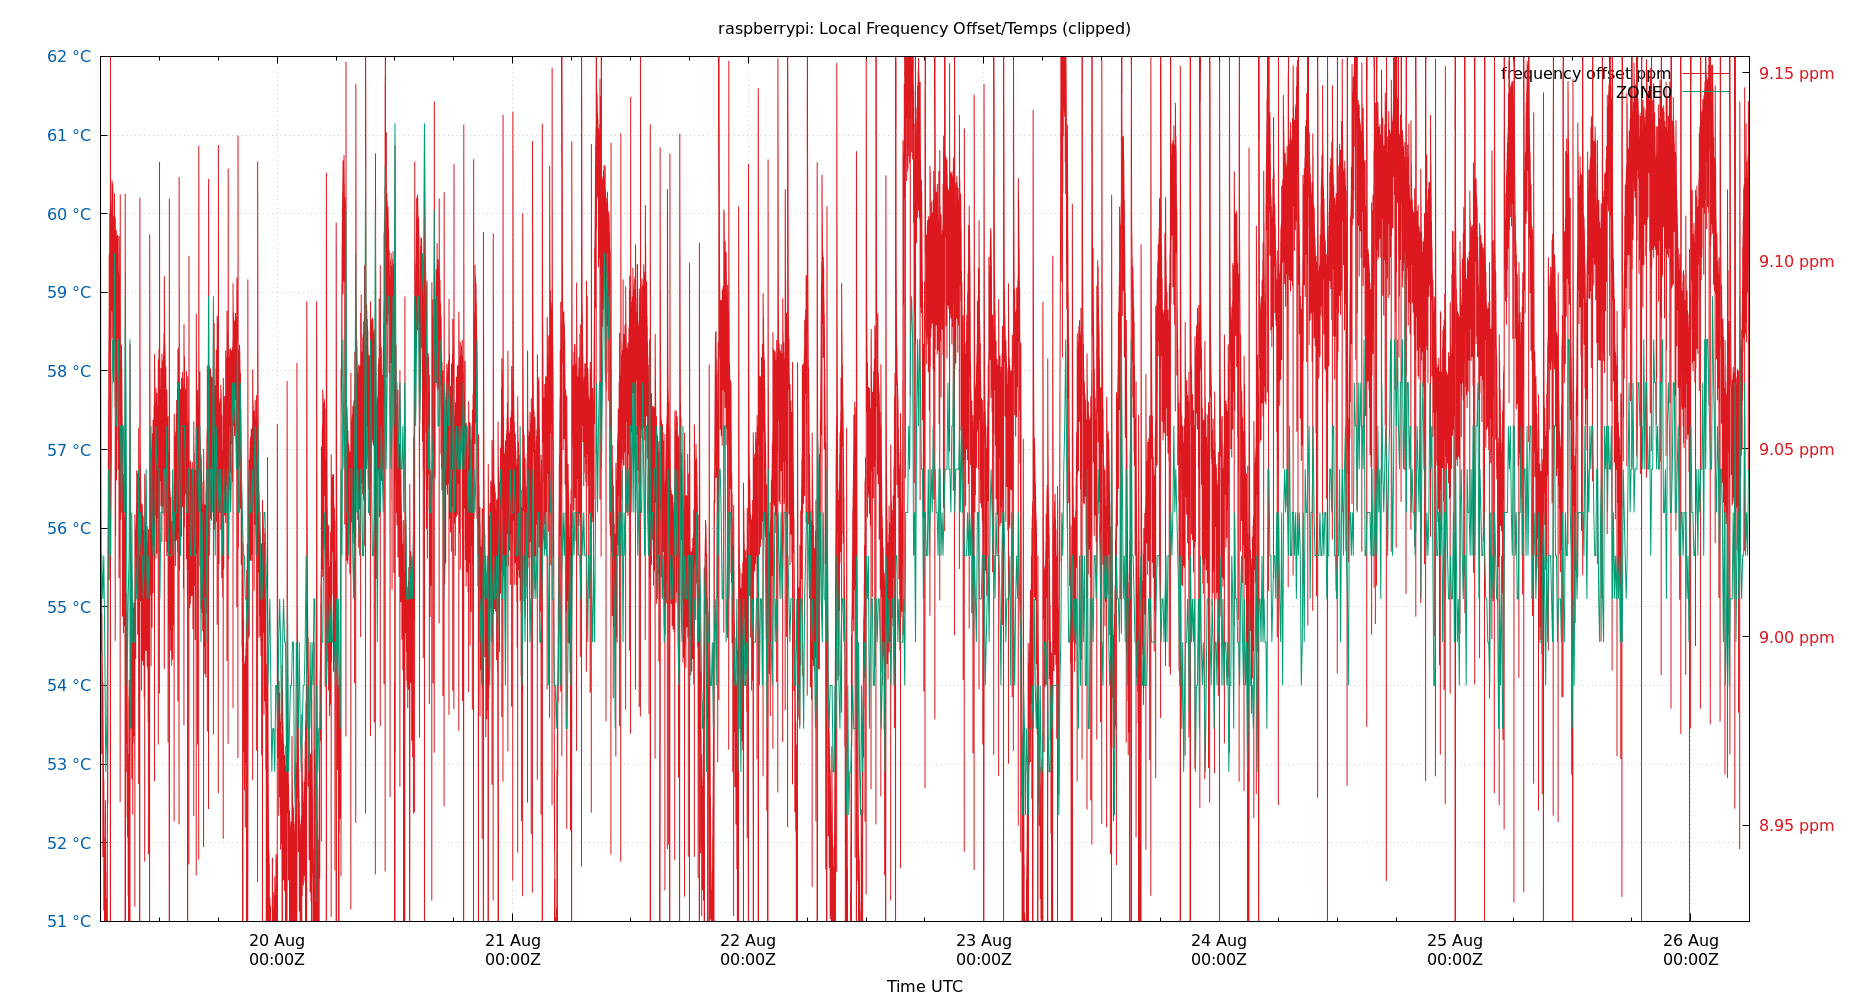 raspberrypi: Local Frequency Offset/Temps (clipped)
62 °C
61 °C
60 °C
59 °C
58 °C
57 °C
56 °C
55 °C
54 °C
53 °C
52 °C
51 °C
frequency offset ppm
ZONE0
9.15 ppm
9.10 ppm
9.05 ppm
9.00 ppm
8.95 ppm
20 Aug
00:00Z
21 Aug
00:00Z
22 Aug
00:00Z
23 Aug
00:00Z
24 Aug
00:00Z
25 Aug
00:00Z
26 Aug
00:00Z
Time UTC